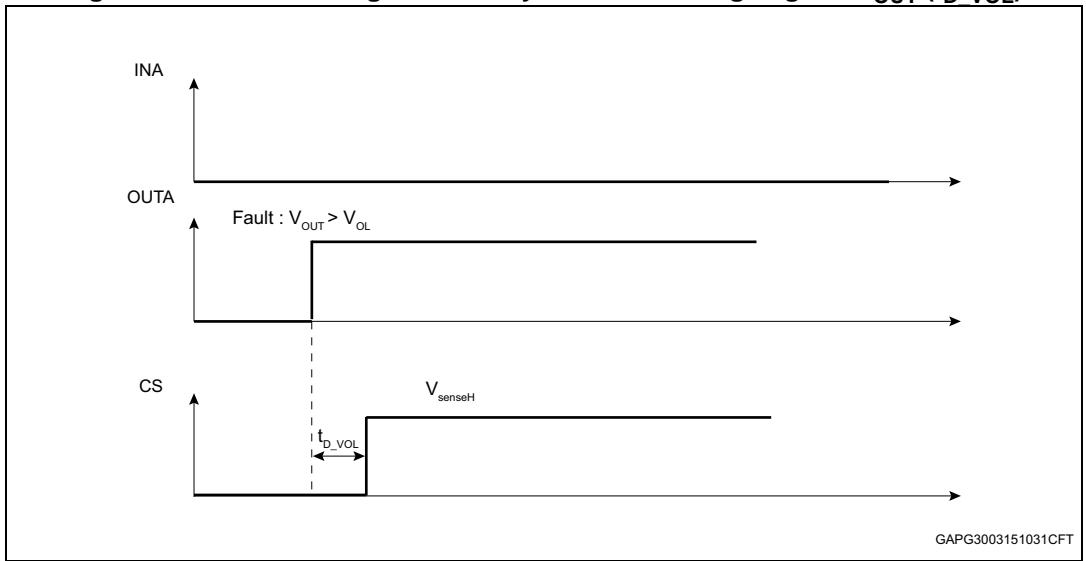 INA
OUTA
Fault : V_OUT > V_OL
CS
V_senseH
t_D_VOL
GAPG3003151031CFT